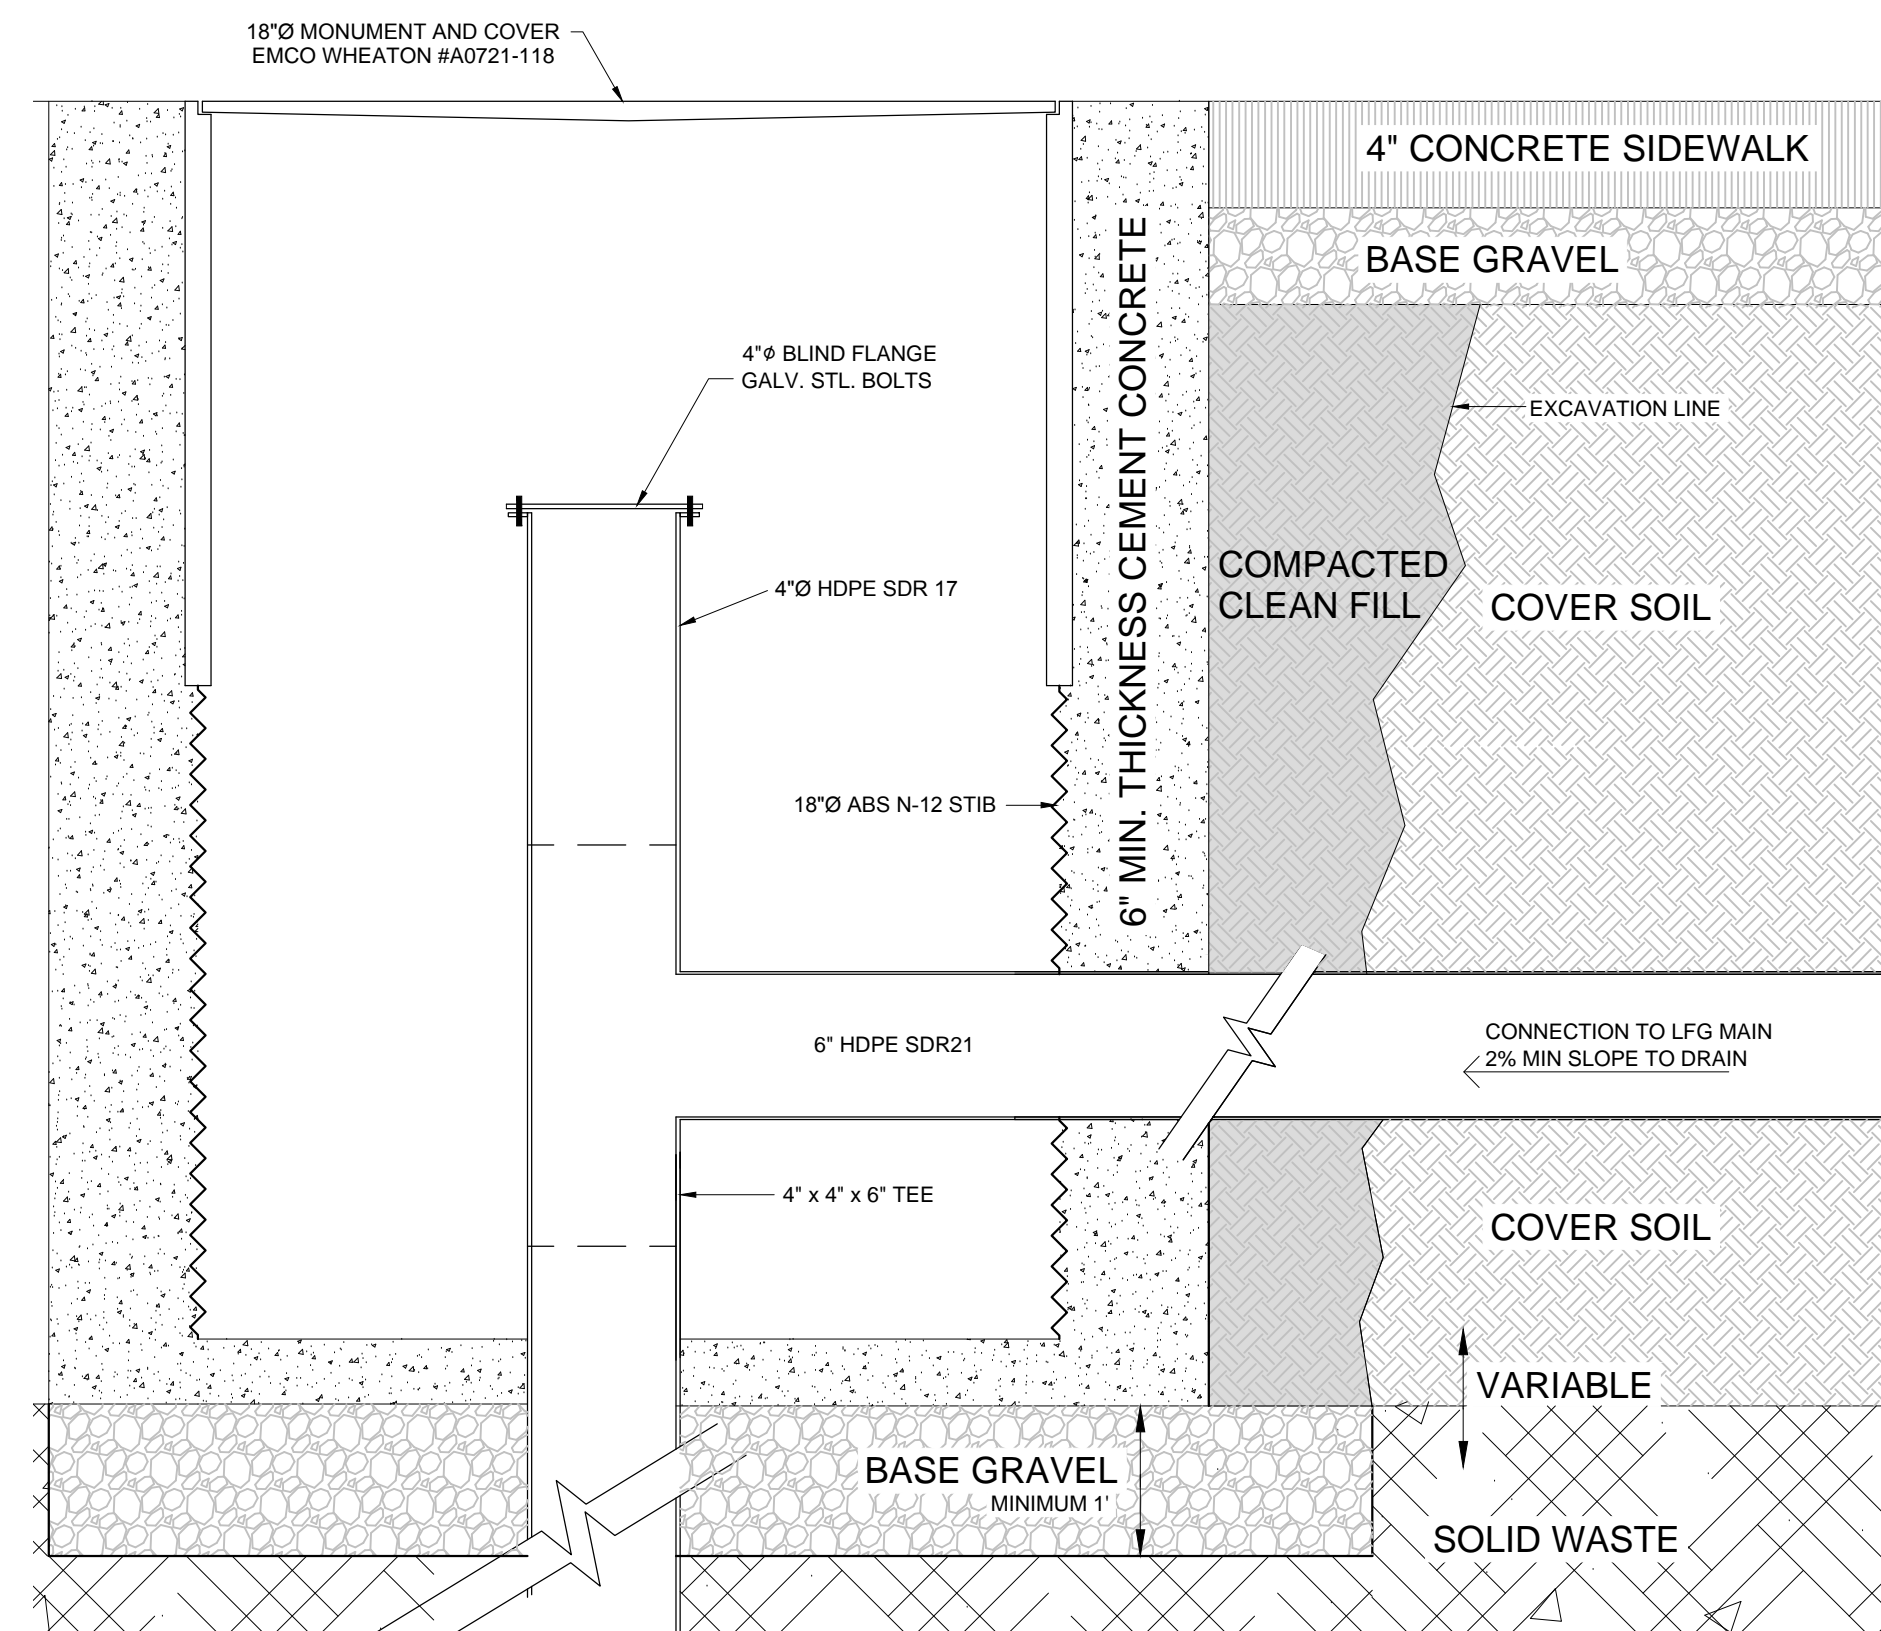 18"Ø MONUMENT AND COVER
EMCO WHEATON #A0721-118
4" CONCRETE SIDEWALK
BASE GRAVEL
6" MIN. THICKNESS CEMENT CONCRETE
4"ø BLIND FLANGE
GALV. STL. BOLTS
EXCAVATION LINE
COMPACTED
CLEAN FILL
COVER SOIL
4"Ø HDPE SDR 17
18"Ø ABS N-12 STIB
6" HDPE SDR21
CONNECTION TO LFG MAIN
2% MIN SLOPE TO DRAIN
4" x 4" x 6" TEE
COVER SOIL
VARIABLE
BASE GRAVEL
MINIMUM 1'
SOLID WASTE